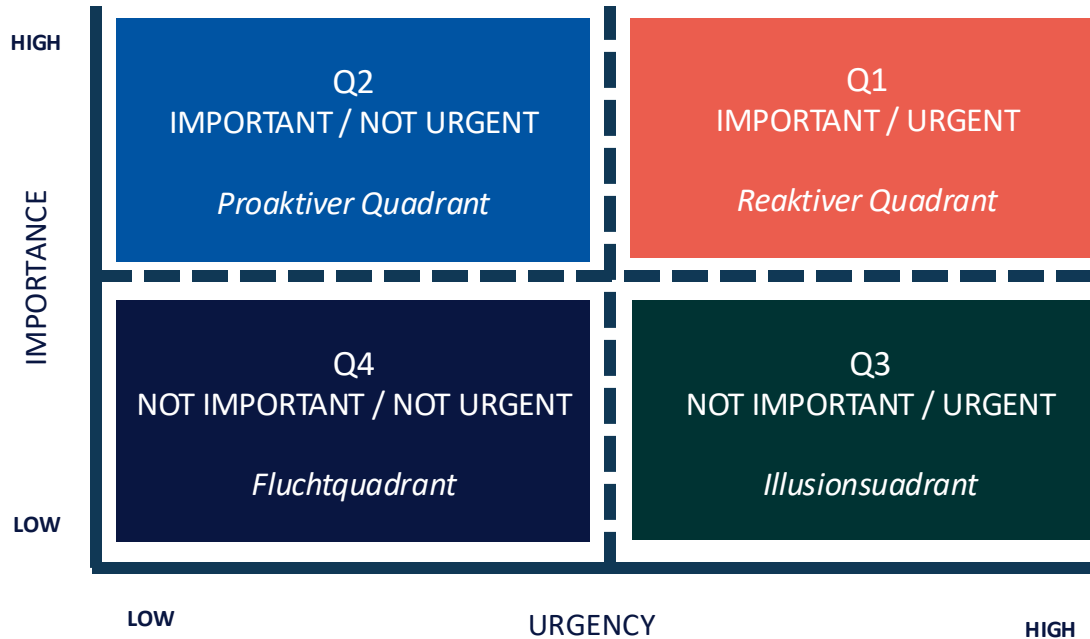 HIGH
Q2
IMPORTANT / NOT URGENT
Proaktiver Quadrant
Q1
IMPORTANT / URGENT
Reaktiver Quadrant
IMPORTANCE
Q4
NOT IMPORTANT / NOT URGENT
Fluchtquadrant
Q3
NOT IMPORTANT / URGENT
Illusionsuadrant
LOW
LOW
URGENCY
HIGH